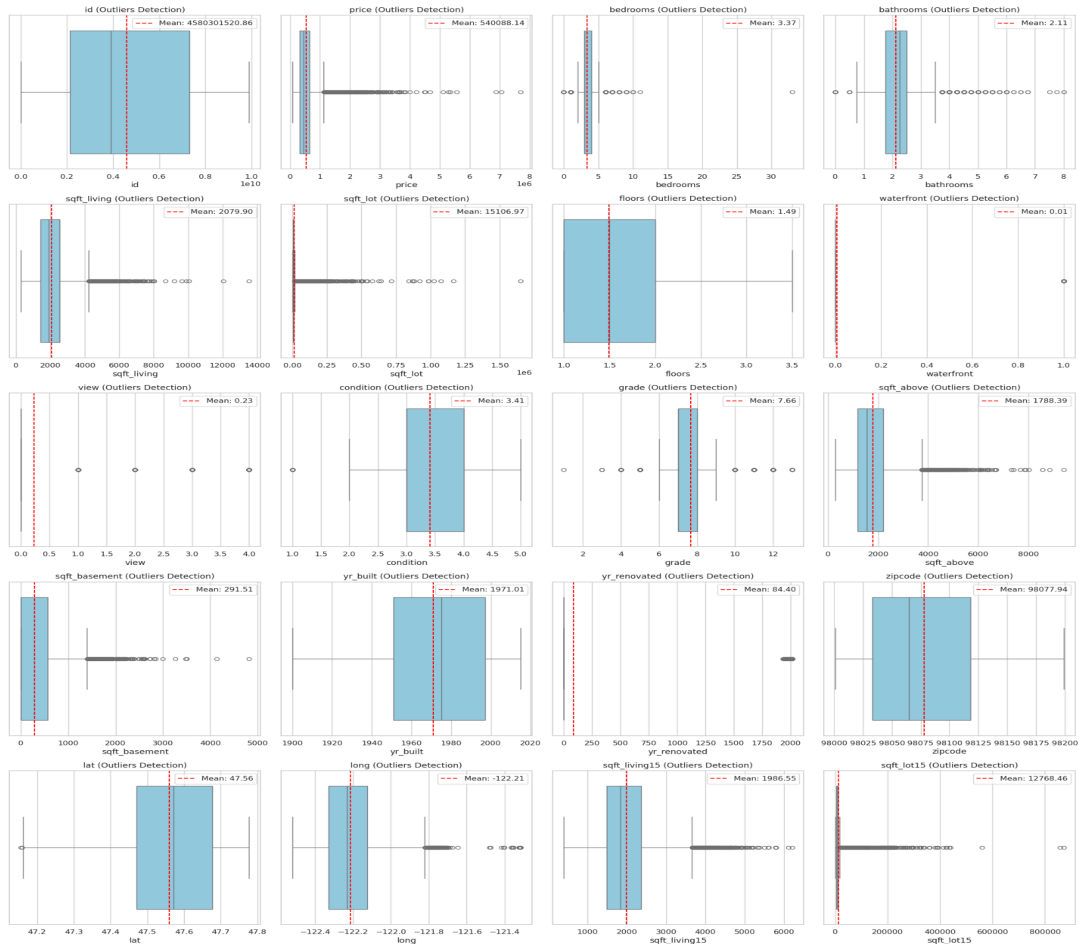 id (Outliers Detection) price (Outliers Detection) bedrooms (Outliers Detection) bathrooms (Outliers Detection)
Mean: 4580301520.86 Mean: 540088.14 Mean: 3.37 Mean: 2.11
0.0 0.2 0.4 0.6 0.8 1.0 0 1 2 3 4 5 6 7 8 0 5 10 15 20 25 30 0 1 2 3 4 5 6 7 8
id 1e10 price 1e6 bedrooms bathrooms
sqft_living (Outliers Detection) sqft_lot (Outliers Detection) floors (Outliers Detection) waterfront (Outliers Detection)
Mean: 2079.90 Mean: 15106.97 Mean: 1.49 Mean: 0.01
0 2000 4000 6000 8000 10000 12000 14000 0.0 0.25 0.50 0.75 1.00 1.25 1.5 1.0 1.5 2.0 2.5 3.0 3.5 0.0 0.2 0.4 0.6 0.8 1.0
sqft_living sqft_lot 1e6 floors waterfront
view (Outliers Detection) condition (Outliers Detection) grade (Outliers Detection) sqft_above (Outliers Detection)
Mean: 0.23 Mean: 3.41 Mean: 7.66 Mean: 1788.39
0.0 0.5 1.0 1.5 2.0 2.5 3.0 3.5 4.0 1.0 1.5 2.0 2.5 3.0 3.5 4.0 4.5 5.0 2 4 6 8 10 12 0 2000 4000 6000 8000
view condition grade sqft_above
sqft_basement (Outliers Detection) yr_built (Outliers Detection) yr_renovated (Outliers Detection) zipcode (Outliers Detection)
Mean: 291.51 Mean: 1971.01 Mean: 84.40 Mean: 98077.94
0 1000 2000 3000 4000 5000 1900 1920 1940 1960 1980 2000 2020 0 500 1000 1500 2000 98000 98025 98050 98075 98100 98125 98150 98175 98200
sqft_basement yr_built yr_renovated zipcode
lat (Outliers Detection) long (Outliers Detection) sqft_living15 (Outliers Detection) sqft_lot15 (Outliers Detection)
Mean: 47.56 Mean: -122.21 Mean: 1986.55 Mean: 12768.46
47.2 47.3 47.4 47.5 47.6 47.7 47.8 −122.4 −122.2 −122.0 −121.8 −121.6 −121.4 1000 2000 3000 4000 5000 6000 0 200000 400000 600000 800000
lat long sqft_living15 sqft_lot15